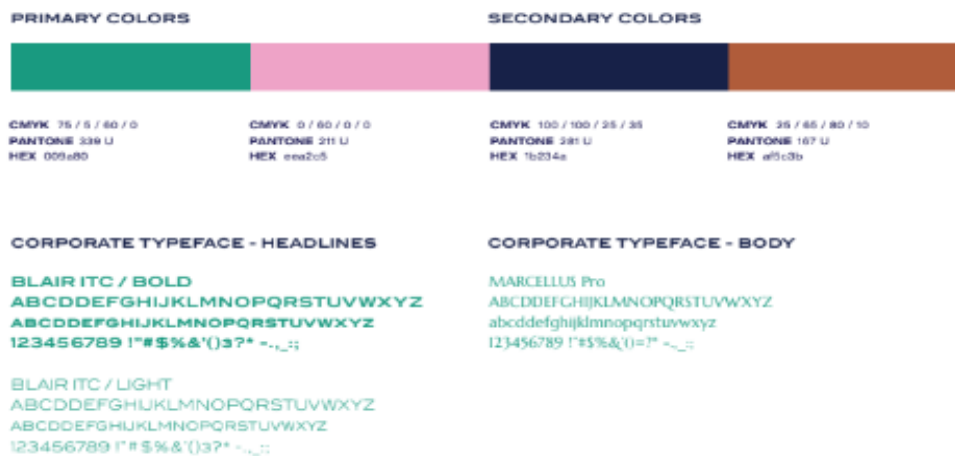 PRIMARY COLORS
SECONDARY COLORS
CMYK 75 / 5 / 60 / 0
PANTONE 339 U
HEX 009a80
CMYK 0 / 60 / 0 / 0
PANTONE 211 U
HEX eea2c5
CMYK 100 / 100 / 25 / 35
PANTONE 281 U
HEX 1b234a
CMYK 25 / 65 / 80 / 10
PANTONE 167 U
HEX af5c3b
CORPORATE TYPEFACE - HEADLINES
BLAIR ITC / BOLD
ABCDDEFGHIJKLMNOPQRSTUVWXYZ
ABCDDEFGHIJKLMNOPQRSTUVWXYZ
123456789 !"#$%&'()3?* -.,_:;
BLAIR ITC / LIGHT
ABCDDEFGHIJKLMNOPQRSTUVWXYZ
ABCDDEFGHIJKLMNOPQRSTUVWXYZ
123456789 !"#$%&'()3?* -.,_:;
CORPORATE TYPEFACE - BODY
MARCELLUS Pro
ABCDDEFGHIJKLMNOPQRSTUVWXYZ
abcddefghijklmnopqrstuvwxyz
123456789 !"#$%&'()=?* -.,_:;